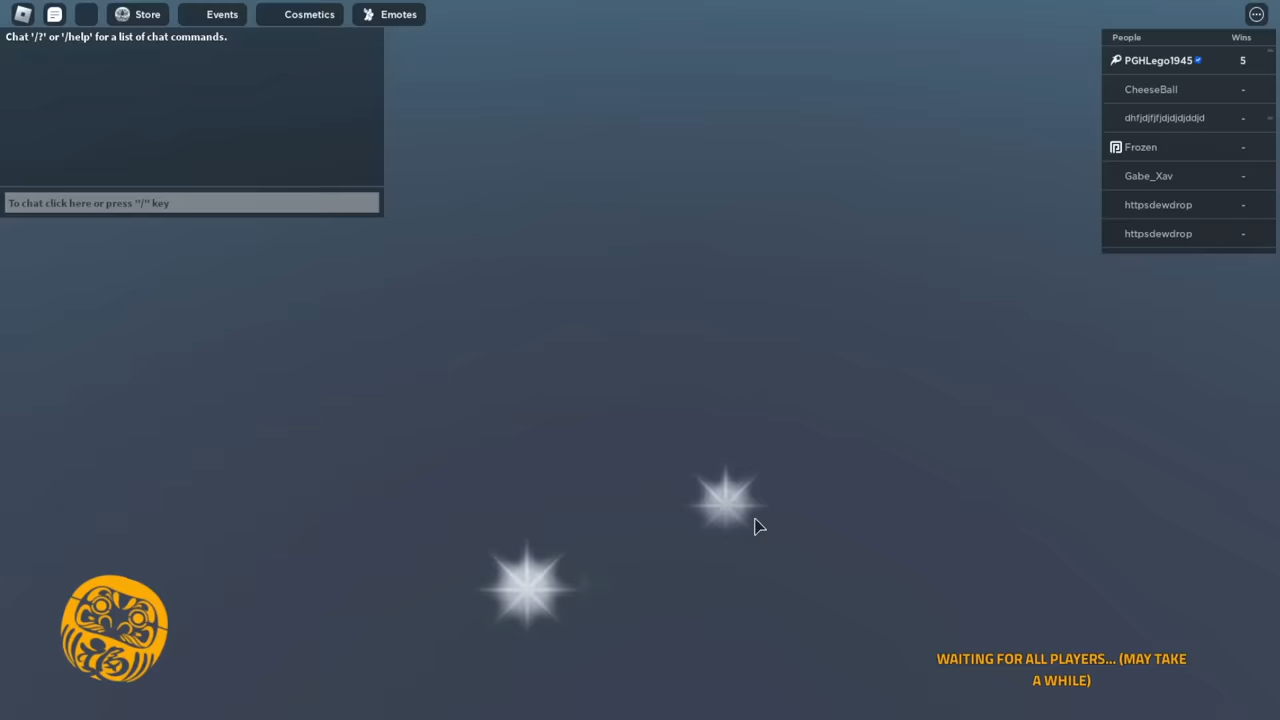 Store
Events
Cosmetics
Emotes
Chat '/?' or '/help' for a list of chat commands.
To chat click here or press "/" key
People Wins
PGHLego1945 5
CheeseBall -
dhfjdjfjfjdjdjdjddjd -
Frozen -
Gabe_Xav -
httpsdewdrop -
httpsdewdrop -
WAITING FOR ALL PLAYERS... (MAY TAKE
A WHILE)